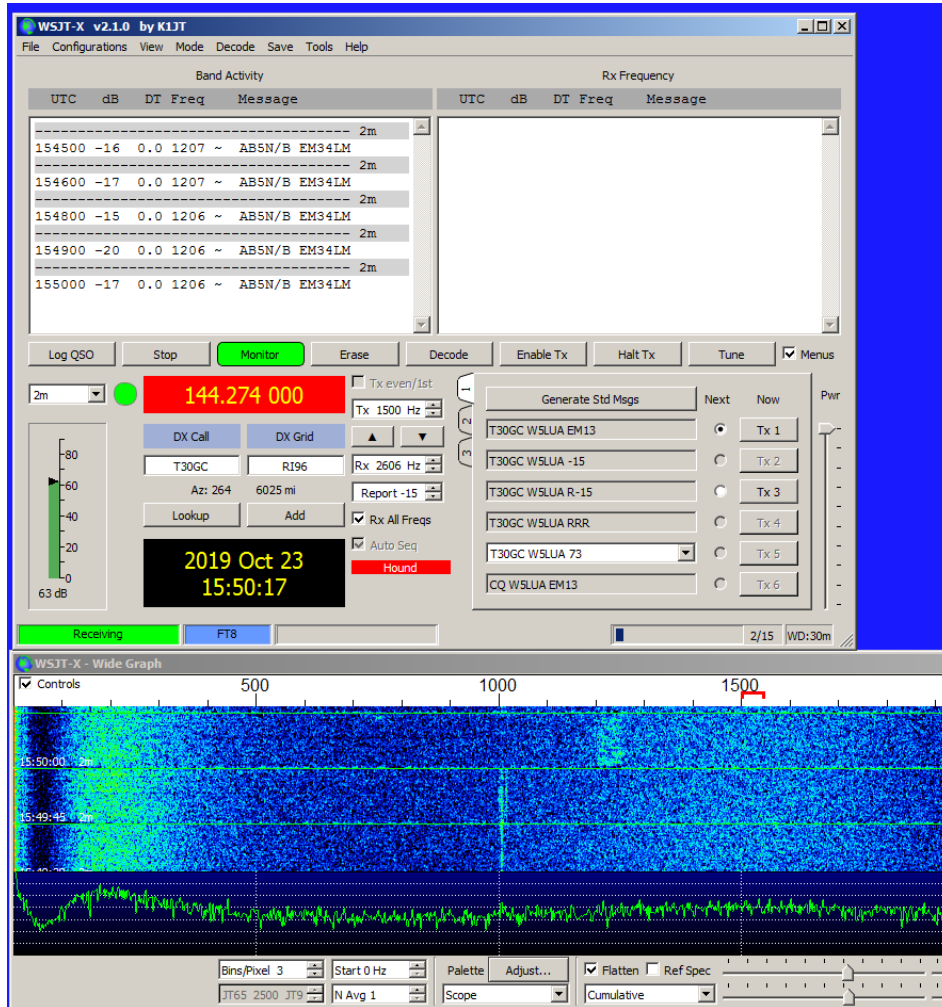 WSJT-X v2.1.0 by K1JT
File Configurations View Mode Decode Save Tools Help
Band Activity Rx Frequency
UTC dB DT Freq Message UTC dB DT Freq Message
------------------------------------- 2m
154500 -16 0.0 1207 ~ AB5N/B EM34LM
------------------------------------- 2m
154600 -17 0.0 1207 ~ AB5N/B EM34LM
------------------------------------- 2m
154800 -15 0.0 1206 ~ AB5N/B EM34LM
------------------------------------- 2m
154900 -20 0.0 1206 ~ AB5N/B EM34LM
------------------------------------- 2m
155000 -17 0.0 1206 ~ AB5N/B EM34LM
Log QSO Stop Monitor Erase Decode Enable Tx Halt Tx Tune Menus
2m 144.274 000 Tx even/1st
Tx 1500 Hz
DX Call DX Grid
T30GC RI96 Rx 2606 Hz
Az: 264 6025 mi Report -15
Lookup Add Rx All Freqs
Auto Seq
2019 Oct 23 Hound
15:50:17
-80
-60
-40
-20
-0
63 dB
1
2
3
Generate Std Msgs Next Now Pwr
T30GC W5LUA EM13 Tx 1
T30GC W5LUA -15 Tx 2
T30GC W5LUA R-15 Tx 3
T30GC W5LUA RRR Tx 4
T30GC W5LUA 73 Tx 5
CQ W5LUA EM13 Tx 6
Receiving FT8 2/15 WD:30m
WSJT-X - Wide Graph
Controls 500 1000 1500
15:50:00 2m
15:49:45 2m
Bins/Pixel 3 Start 0 Hz Palette Adjust... Flatten Ref Spec
JT65 2500 JT9 N Avg 1 Scope Cumulative